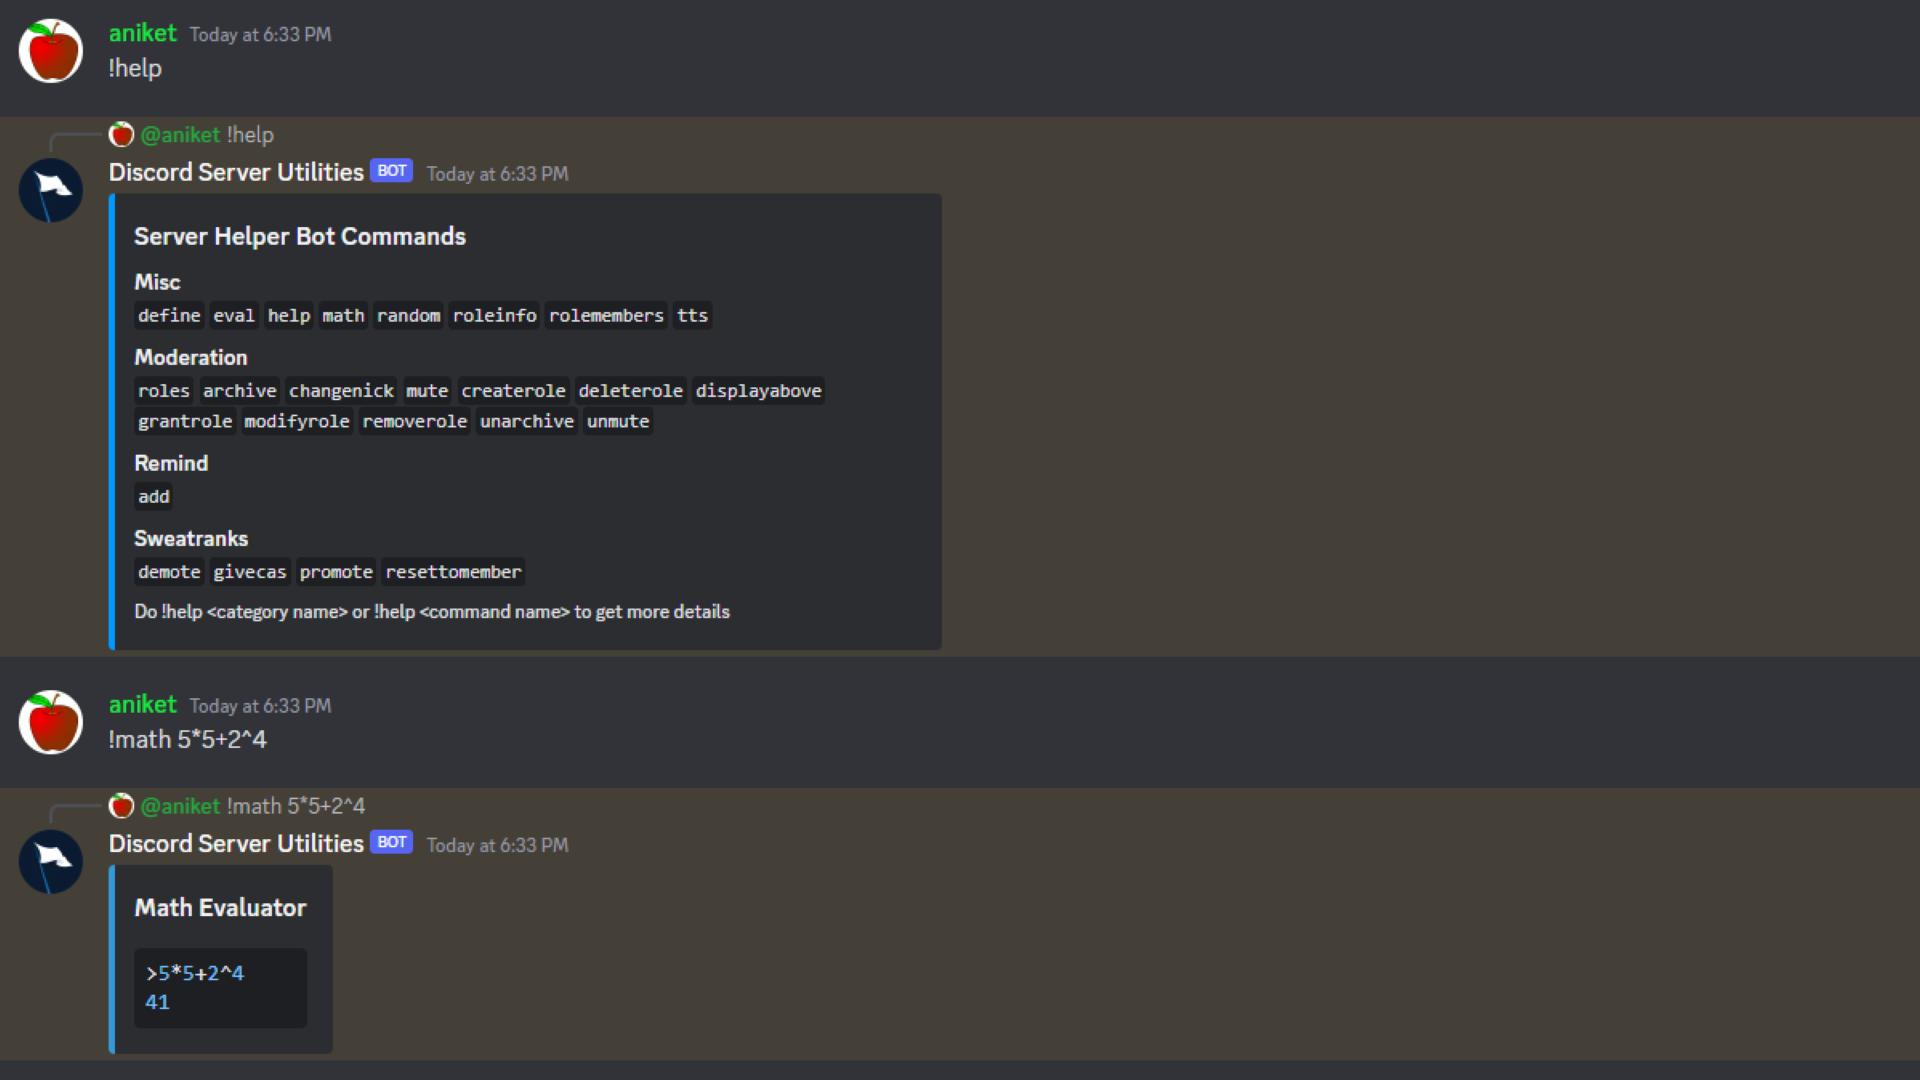 aniket Today at 6:33 PM
!help
@aniket !help
Discord Server Utilities BOT Today at 6:33 PM
Server Helper Bot Commands
Misc
define eval help math random roleinfo rolemembers tts
Moderation
roles archive changenick mute createrole deleterole displayabove
grantrole modifyrole removerole unarchive unmute
Remind
add
Sweatranks
demote givecas promote resettomember
Do !help <category name> or !help <command name> to get more details
aniket Today at 6:33 PM
!math 5*5+2^4
@aniket !math 5*5+2^4
Discord Server Utilities BOT Today at 6:33 PM
Math Evaluator
>5*5+2^4
41